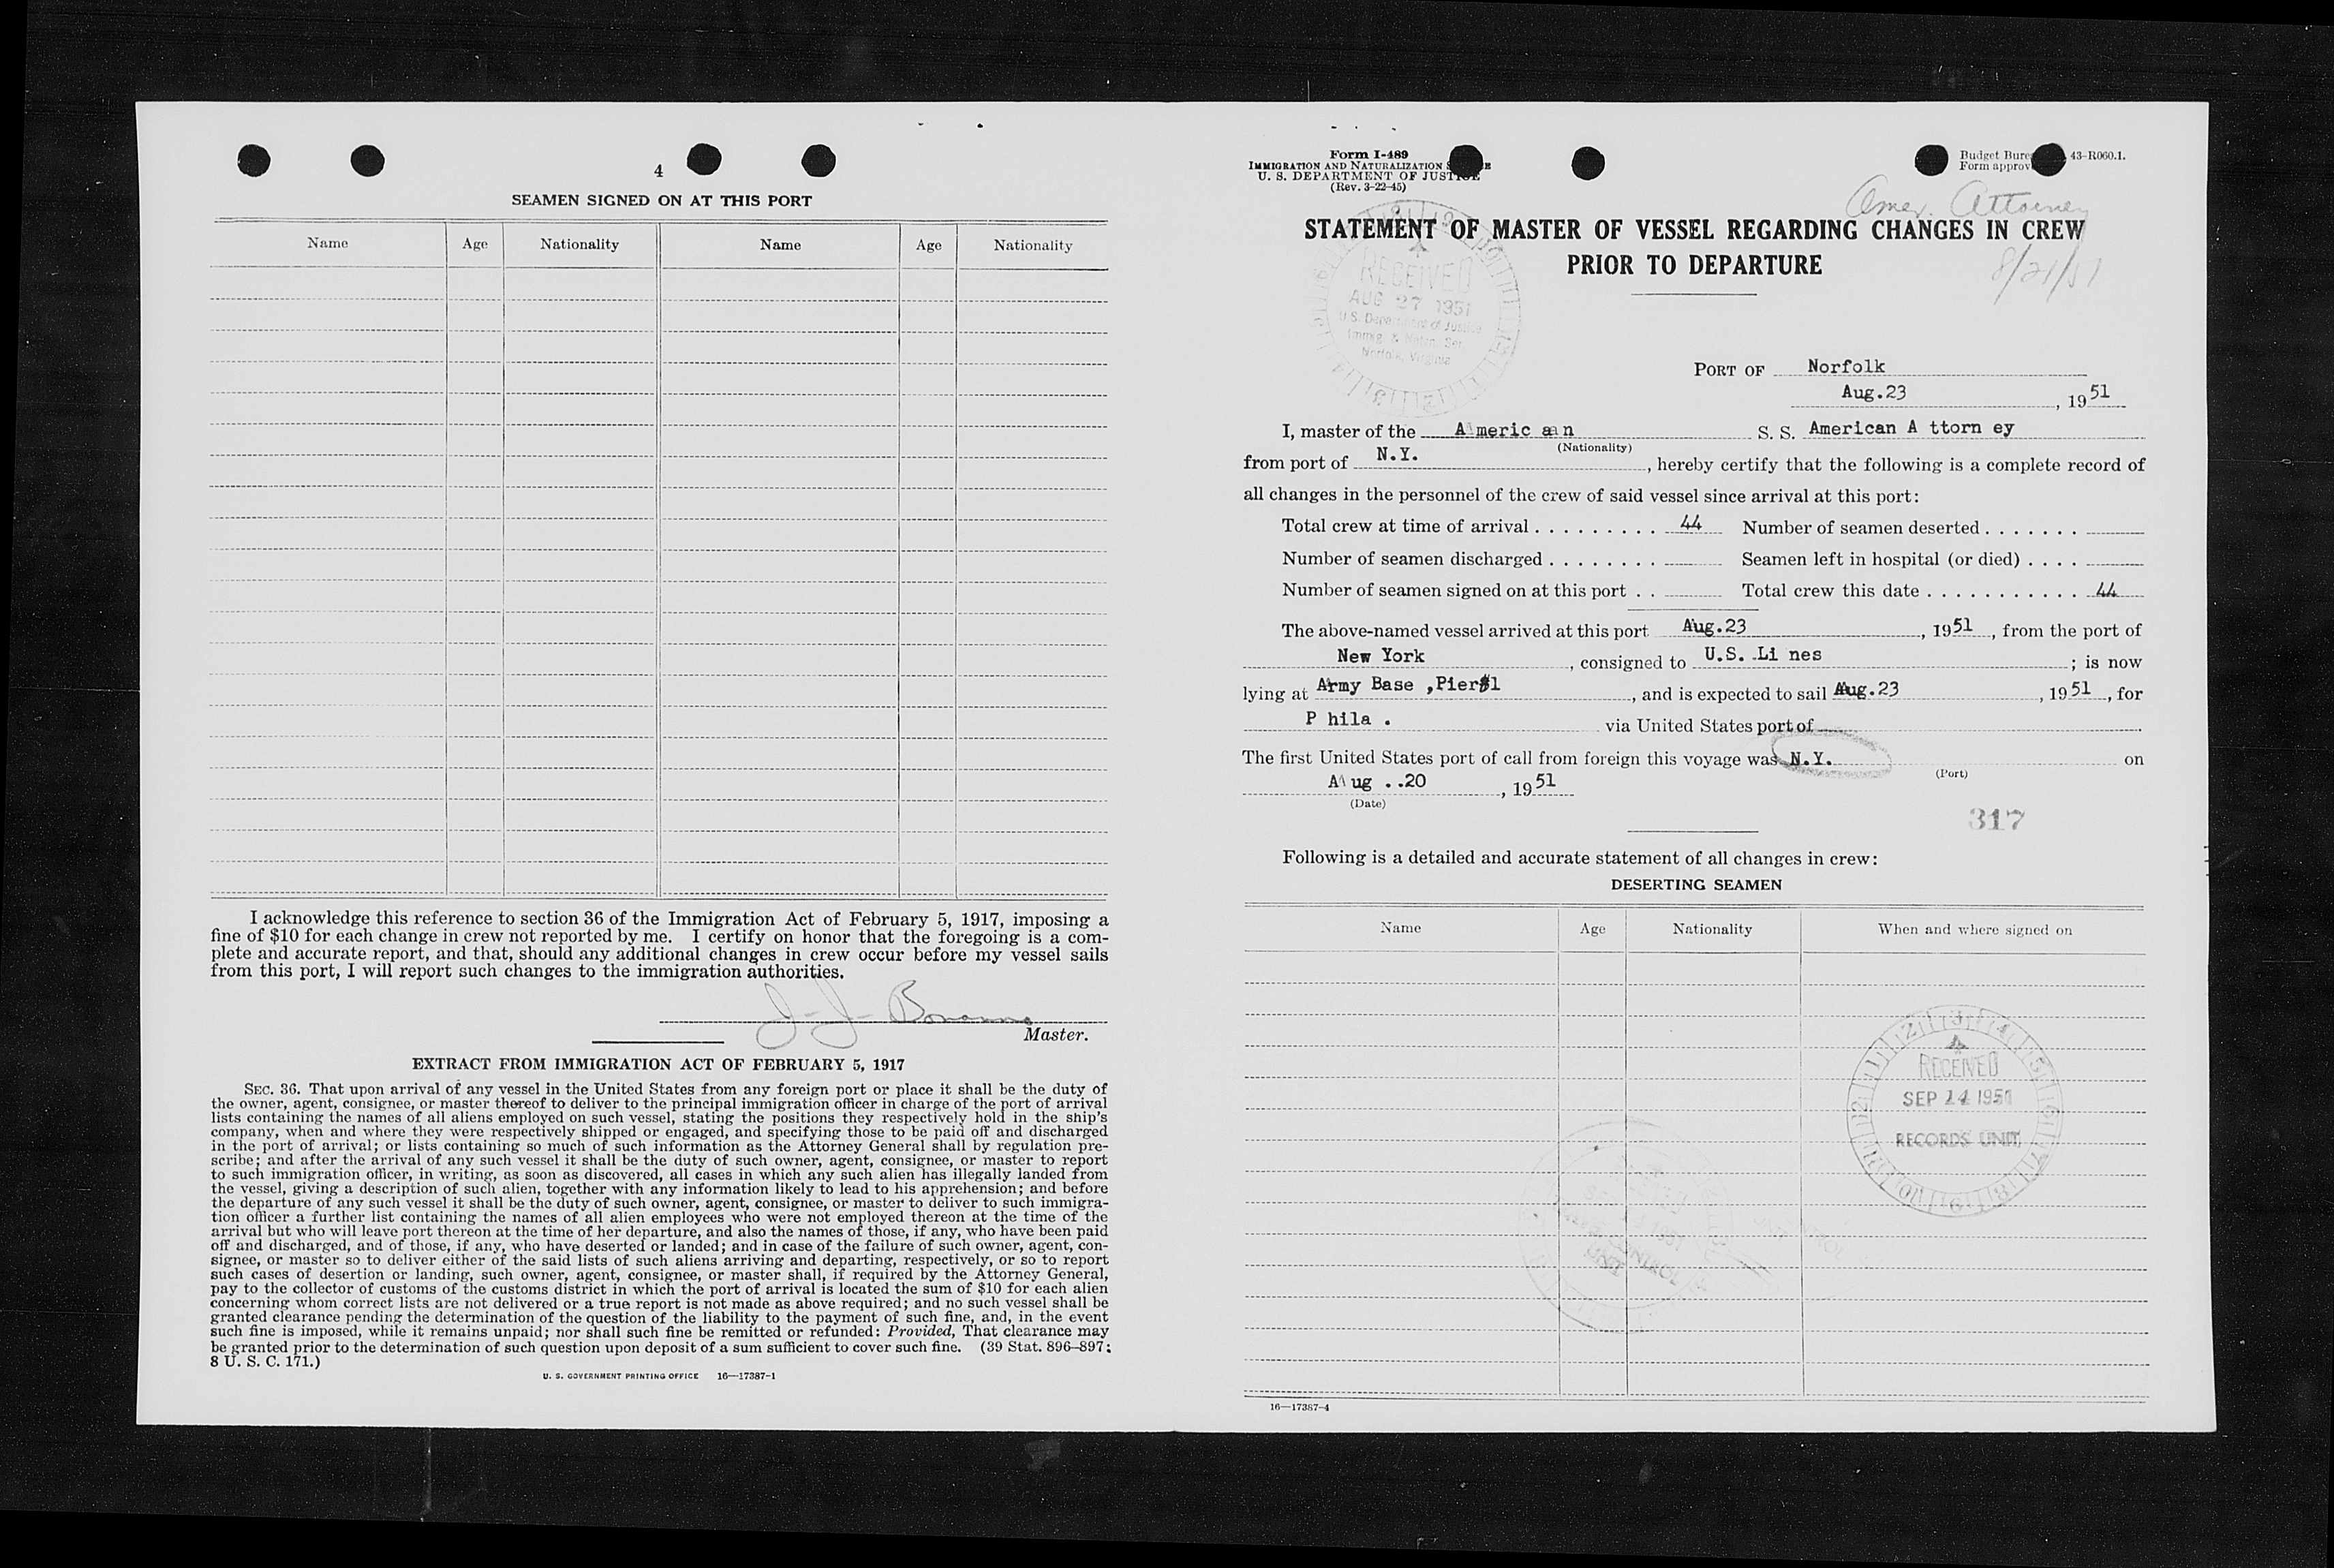 4
SEAMEN SIGNED ON AT THIS PORT
Name Age Nationality Name Age Nationality
I acknowledge this reference to section 36 of the Immigration Act of February 5, 1917, imposing a
fine of $10 for each change in crew not reported by me. I certify on honor that the foregoing is a com-
plete and accurate report, and that, should any additional changes in crew occur before my vessel sails
from this port, I will report such changes to the immigration authorities.
Master.
EXTRACT FROM IMMIGRATION ACT OF FEBRUARY 5, 1917
SEC. 36. That upon arrival of any vessel in the United States from any foreign port or place it shall be the duty of
the owner, agent, consignee, or master thereof to deliver to the principal immigration officer in charge of the port of arrival
lists containing the names of all aliens employed on such vessel, stating the positions they respectively hold in the ship's
company, when and where they were respectively shipped or engaged, and specifying those to be paid off and discharged
in the port of arrival; or lists containing so much of such information as the Attorney General shall by regulation pre-
scribe; and after the arrival of any such vessel it shall be the duty of such owner, agent, consignee, or master to report
to such immigration officer, in writing, as soon as discovered, all cases in which any such alien has illegally landed from
the vessel, giving a description of such alien, together with any information likely to lead to his apprehension; and before
the departure of any such vessel it shall be the duty of such owner, agent, consignee, or master to deliver to such immigra-
tion officer a further list containing the names of all alien employees who were not employed thereon at the time of the
arrival but who will leave port thereon at the time of her departure, and also the names of those, if any, who have been paid
off and discharged, and of those, if any, who have deserted or landed; and in case of the failure of such owner, agent, con-
signee, or master so to deliver either of the said lists of such aliens arriving and departing, respectively, or so to report
such cases of desertion or landing, such owner, agent, consignee, or master shall, if required by the Attorney General,
pay to the collector of customs of the customs district in which the port of arrival is located the sum of $10 for each alien
concerning whom correct lists are not delivered or a true report is not made as above required; and no such vessel shall be
granted clearance pending the determination of the question of the liability to the payment of such fine, and, in the event
such fine is imposed, while it remains unpaid; nor shall such fine be remitted or refunded: Provided, That clearance may
be granted prior to the determination of such question upon deposit of a sum sufficient to cover such fine. (39 Stat. 896–897;
8 U. S. C. 171.)
U. S. GOVERNMENT PRINTING OFFICE 16—17387-1
Form I-489
IMMIGRATION AND NATURALIZATION
U. S. DEPARTMENT OF JUSTICE
(Rev. 3-22-45)
Budget 43-R060.1.
Form
Amer. Attorney
STATEMENT OF MASTER OF VESSEL REGARDING CHANGES IN CREW
PRIOR TO DEPARTURE
8/21/51
RECEIVED
AUG 27 1951
U.S. Department of Justice
Immig. & Natzn. Ser.
Norfolk, Virginia
PORT OF Norfolk
Aug.23, 1951
I, master of the American S. S. American A ttorn ey
(Nationality)
from port of N.Y., hereby certify that the following is a complete record of
all changes in the personnel of the crew of said vessel since arrival at this port:
Total crew at time of arrival . . . . . . . . . . 44 Number of seamen deserted . . . . . . .
Number of seamen discharged . . . . . . . . Seamen left in hospital (or died) . . . .
Number of seamen signed on at this port . . Total crew this date . . . . . . . . . . . . 44
The above-named vessel arrived at this port Aug.23, 1951, from the port of
New York, consigned to U.S. Li nes; is now
lying at Army Base ,Pier#1, and is expected to sail Aug.23, 1951, for
P hila . via United States port of
The first United States port of call from foreign this voyage was N.Y. on
(Port)
A ug ..20, 1951
(Date)
317
Following is a detailed and accurate statement of all changes in crew:
DESERTING SEAMEN
Name Age Nationality When and where signed on
RECEIVED
SEP 14 1951
RECORDS UNIT
1951
CONTROL
UNIT
16—17387-4